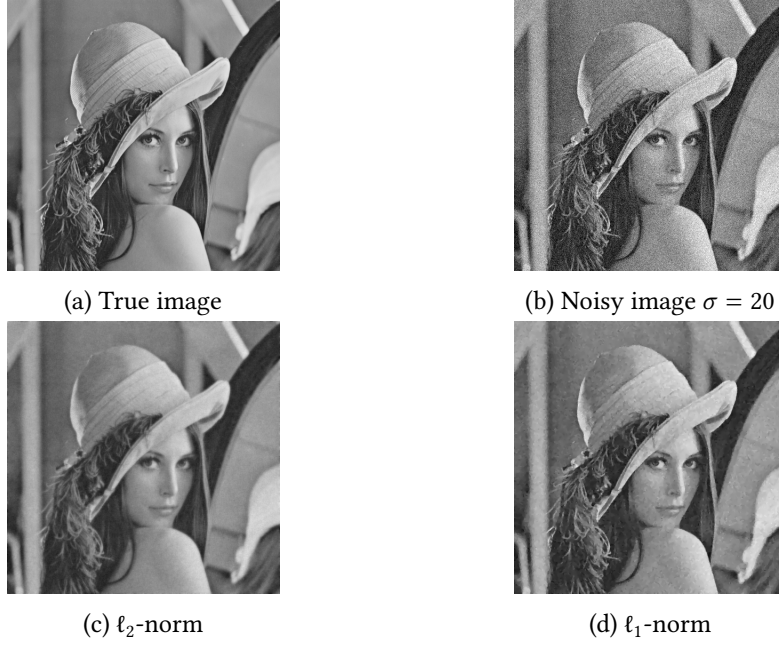 (a) True image
(b) Noisy image σ = 20
(c) ℓ₂-norm
(d) ℓ₁-norm